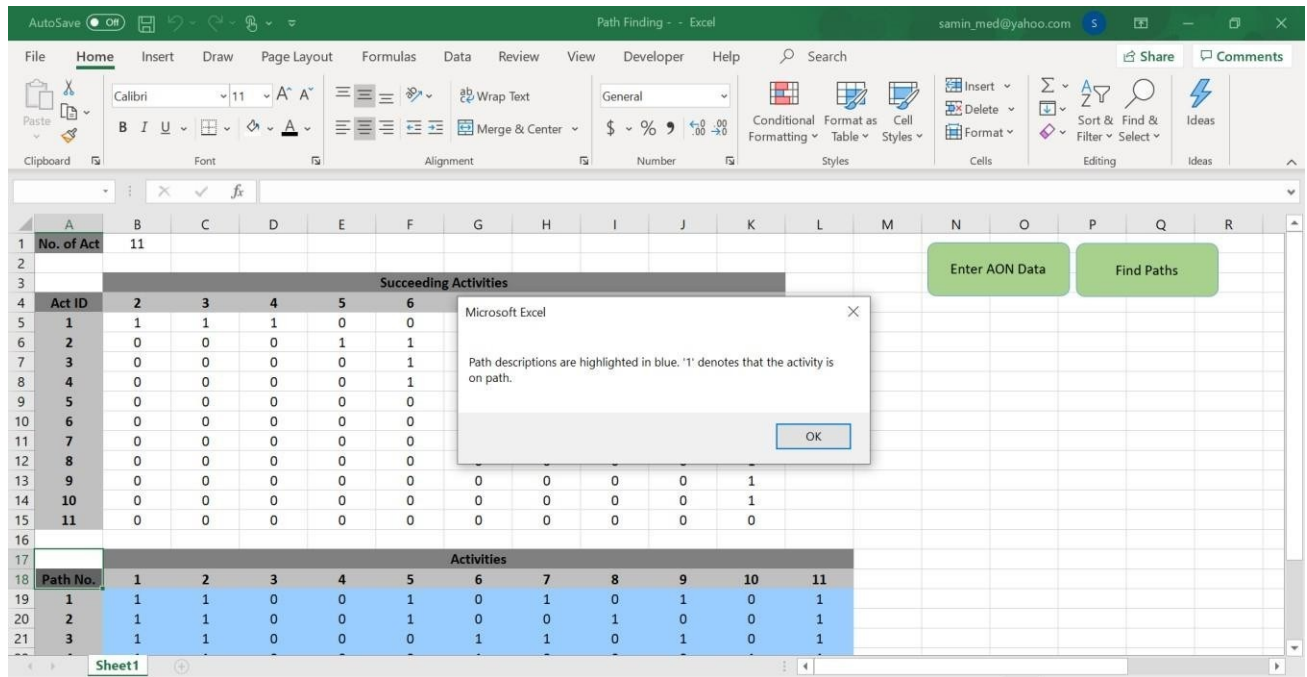 AutoSave Off Path Finding - - Excel samin_med@yahoo.com S
File Home Insert Draw Page Layout Formulas Data Review View Developer Help Search Share Comments
Paste Calibri 11 A^ Aˇ Wrap Text General Conditional Formatting Format as Table Cell Styles Insert Delete Format Sort & Filter Find & Select Ideas
B I U A Merge & Center $ % 9
Clipboard Font Alignment Number Styles Cells Editing Ideas
fx
A B C D E F G H I J K L M N O P Q R
1 No. of Act 11
2 Enter AON Data Find Paths
3 Succeeding Activities
4 Act ID 2 3 4 5 6
5 1 1 1 1 0 0
6 2 0 0 0 1 1
7 3 0 0 0 0 1
8 4 0 0 0 0 1
9 5 0 0 0 0 0
10 6 0 0 0 0 0
11 7 0 0 0 0 0
12 8 0 0 0 0 0
13 9 0 0 0 0 0 0 0 0 0 1
14 10 0 0 0 0 0 0 0 0 0 1
15 11 0 0 0 0 0 0 0 0 0 0
Microsoft Excel
Path descriptions are highlighted in blue. '1' denotes that the activity is
on path.
OK
16
17 Activities
18 Path No. 1 2 3 4 5 6 7 8 9 10 11
19 1 1 1 0 0 1 0 1 0 1 0 1
20 2 1 1 0 0 1 0 0 1 0 0 1
21 3 1 1 0 0 0 1 1 0 1 0 1
Sheet1